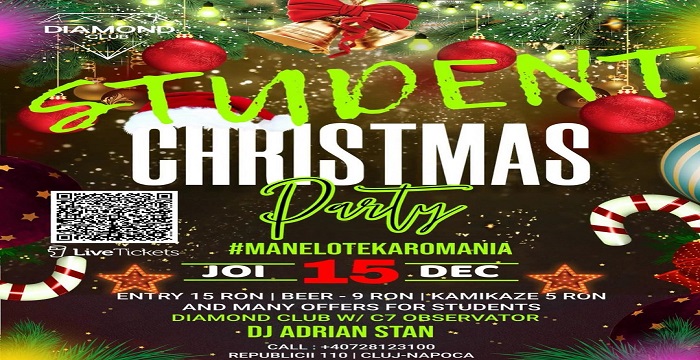 DIAMOND
CLUB
STUDENT
CHRISTMAS
Party
LiveTickets
#MANELOTEKAROMANIA
JOI 15 DEC
ENTRY 15 RON | BEER - 9 RON | KAMIKAZE 5 RON
AND MANY OFFERS FOR STUDENTS
DIAMOND CLUB W/ C7 OBSERVATOR
DJ ADRIAN STAN
CALL : +40728123100
REPUBLICII 110 | CLUJ-NAPOCA